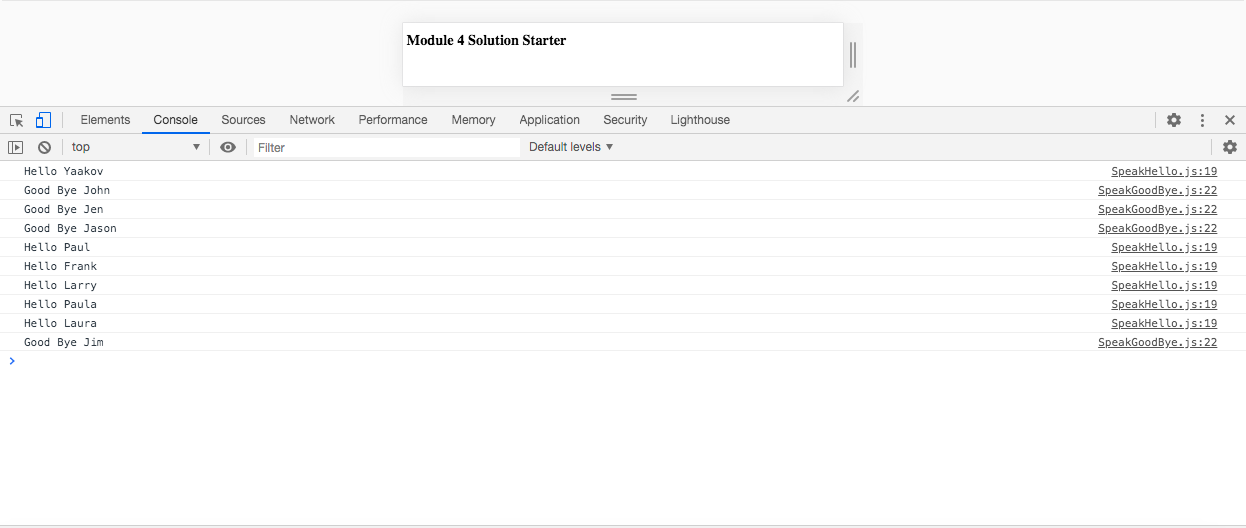 Module 4 Solution Starter
Elements Console Sources Network Performance Memory Application Security Lighthouse
top Filter Default levels
Hello Yaakov SpeakHello.js:19
Good Bye John SpeakGoodBye.js:22
Good Bye Jen SpeakGoodBye.js:22
Good Bye Jason SpeakGoodBye.js:22
Hello Paul SpeakHello.js:19
Hello Frank SpeakHello.js:19
Hello Larry SpeakHello.js:19
Hello Paula SpeakHello.js:19
Hello Laura SpeakHello.js:19
Good Bye Jim SpeakGoodBye.js:22